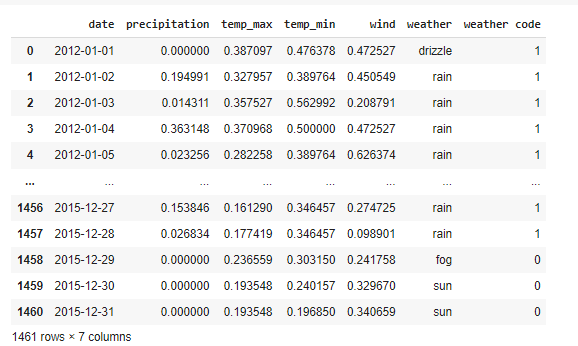 date precipitation temp_max temp_min wind weather weather code
0 2012-01-01 0.000000 0.387097 0.476378 0.472527 drizzle 1
1 2012-01-02 0.194991 0.327957 0.389764 0.450549 rain 1
2 2012-01-03 0.014311 0.357527 0.562992 0.208791 rain 1
3 2012-01-04 0.363148 0.370968 0.500000 0.472527 rain 1
4 2012-01-05 0.023256 0.282258 0.389764 0.626374 rain 1
... ... ... ... ... ... ... ...
1456 2015-12-27 0.153846 0.161290 0.346457 0.274725 rain 1
1457 2015-12-28 0.026834 0.177419 0.346457 0.098901 rain 1
1458 2015-12-29 0.000000 0.236559 0.303150 0.241758 fog 0
1459 2015-12-30 0.000000 0.193548 0.240157 0.329670 sun 0
1460 2015-12-31 0.000000 0.193548 0.196850 0.340659 sun 0
1461 rows × 7 columns